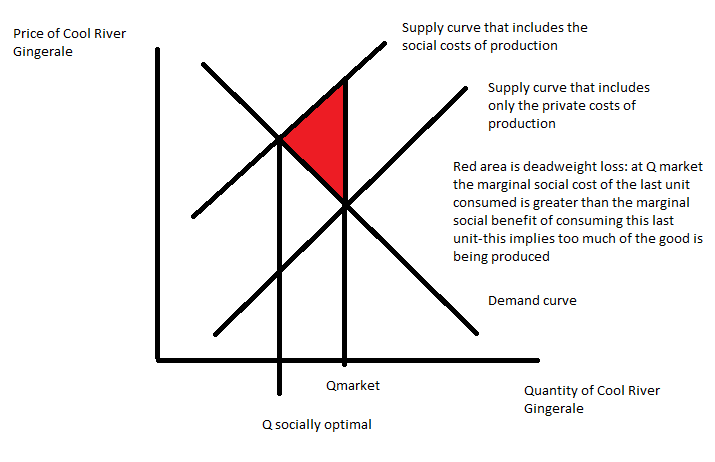 Price of Cool River
Gingerale
Supply curve that includes the
social costs of production
Supply curve that includes
only the private costs of
production
Red area is deadweight loss: at Q market
the marginal social cost of the last unit
consumed is greater than the marginal
social benefit of consuming this last
unit-this implies too much of the good is
being produced
Demand curve
Qmarket
Quantity of Cool River
Gingerale
Q socially optimal